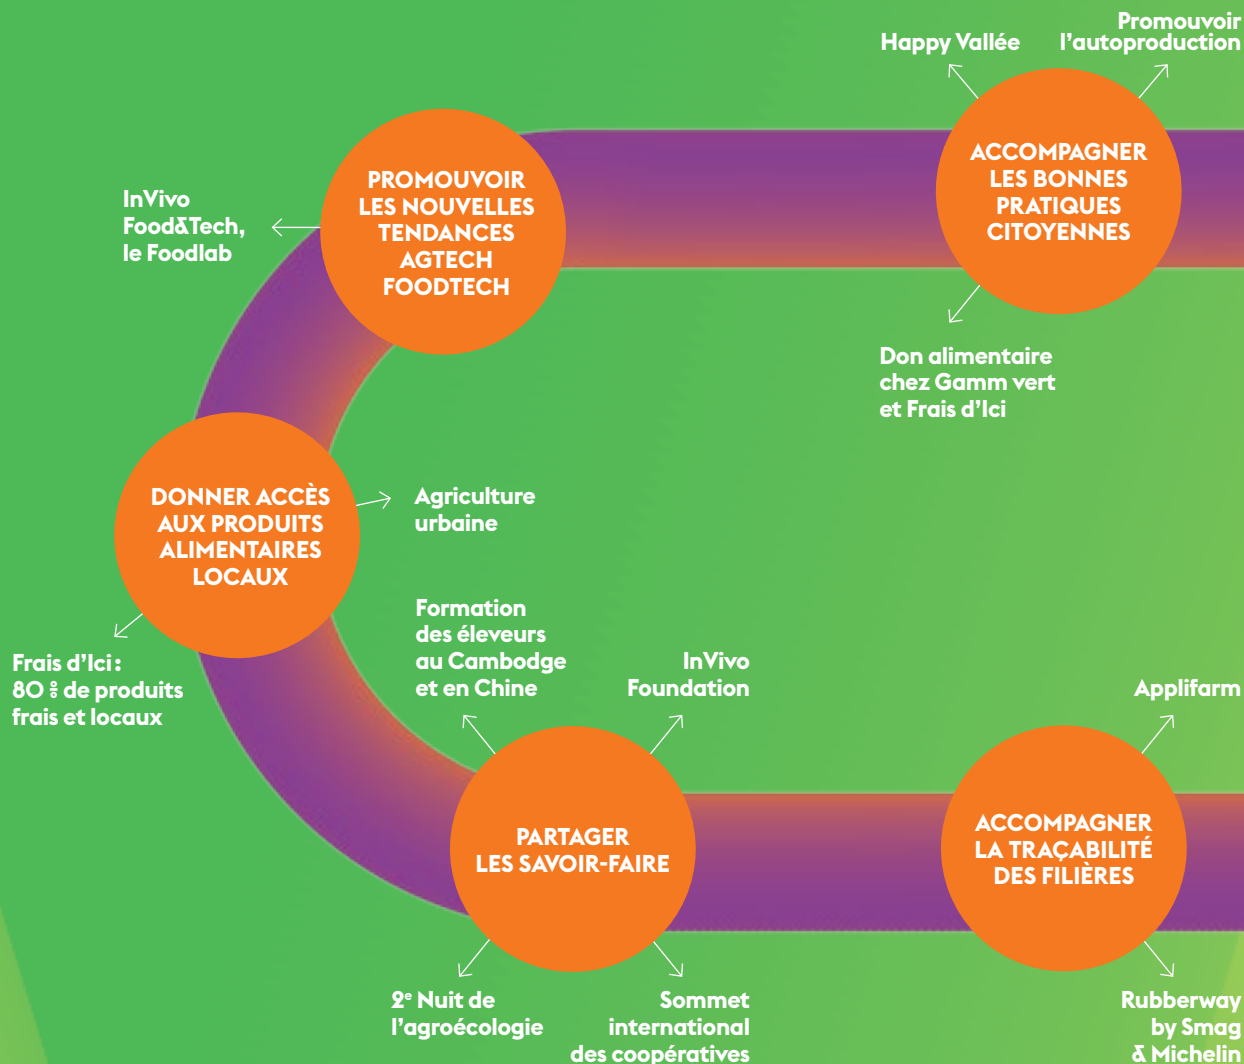 Happy Vallée
Promouvoir
l'autoproduction
ACCOMPAGNER
LES BONNES
PRATIQUES
CITOYENNES
Don alimentaire
chez Gamm vert
et Frais d'Ici
PROMOUVOIR
LES NOUVELLES
TENDANCES
AGTECH
FOODTECH
InVivo
Food&Tech,
le Foodlab
DONNER ACCÈS
AUX PRODUITS
ALIMENTAIRES
LOCAUX
Agriculture
urbaine
Frais d'Ici :
80 % de produits
frais et locaux
Formation
des éleveurs
au Cambodge
et en Chine
InVivo
Foundation
PARTAGER
LES SAVOIR-FAIRE
2e Nuit de
l'agroécologie
Sommet
international
des coopératives
Applifarm
ACCOMPAGNER
LA TRAÇABILITÉ
DES FILIÈRES
Rubberway
by Smag
& Michelin